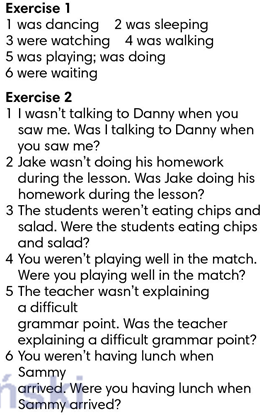 Exercise 1
1 was dancing 2 was sleeping
3 were watching 4 was walking
5 was playing; was doing
6 were waiting
Exercise 2
1 I wasn't talking to Danny when you
saw me. Was I talking to Danny when
you saw me?
2 Jake wasn't doing his homework
during the lesson. Was Jake doing his
homework during the lesson?
3 The students weren't eating chips and
salad. Were the students eating chips
and salad?
4 You weren't playing well in the match.
Were you playing well in the match?
5 The teacher wasn't explaining
a difficult
grammar point. Was the teacher
explaining a difficult grammar point?
6 You weren't having lunch when
Sammy
arrived. Were you having lunch when
Sammy arrived?